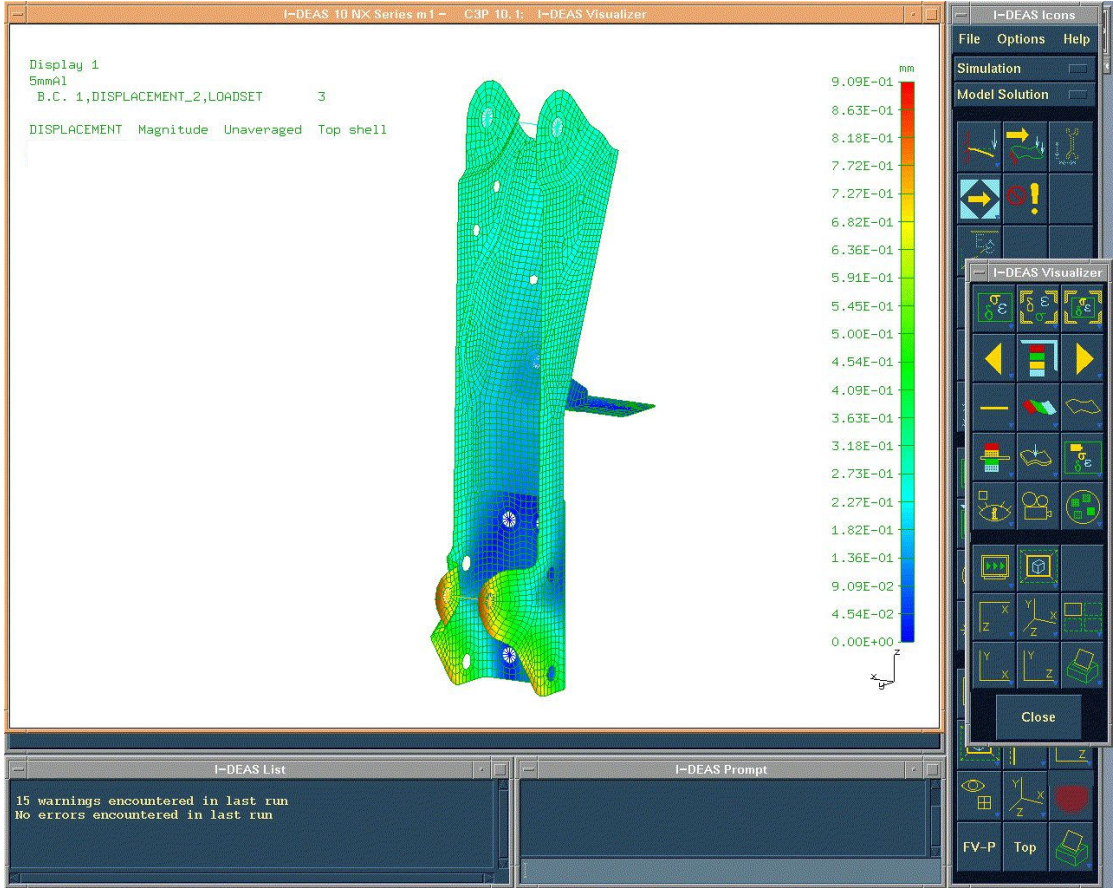 I-DEAS 10 NX Series m1 -    C3P 10.1:   I-DEAS Visualizer
Display 1
5mmAl
B.C. 1,DISPLACEMENT_2,LOADSET    3
DISPLACEMENT  Magnitude  Unaveraged  Top shell
mm
9.09E-01
8.63E-01
8.18E-01
7.72E-01
7.27E-01
6.82E-01
6.36E-01
5.91E-01
5.45E-01
5.00E-01
4.54E-01
4.09E-01
3.63E-01
3.18E-01
2.73E-01
2.27E-01
1.82E-01
1.36E-01
9.09E-02
4.54E-02
0.00E+00
z
x
y
I-DEAS Icons
File   Options   Help
Simulation
Model Solution
I-DEAS Visualizer
σ δ ε
δ ε σ
σ δ ε
σ δ ε
X
Z
Y
X
Z
Y
X
Y
Z
Close
Z
Y
X
Z
FV-P
Top
I-DEAS List
15 warnings encountered in last run
No errors encountered in last run
I-DEAS Prompt